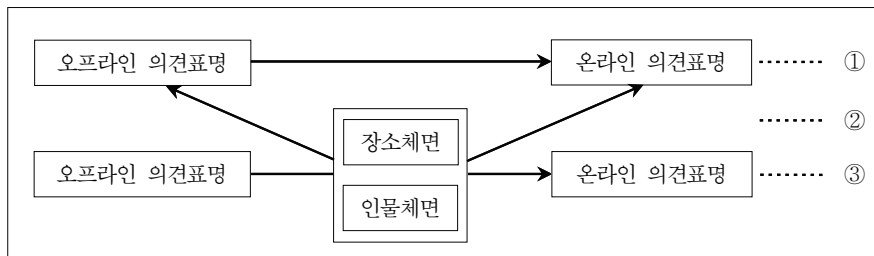 오프라인 의견표명 온라인 의견표명 ········ ①
장소체면 ········ ②
오프라인 의견표명 온라인 의견표명 ········ ③
인물체면